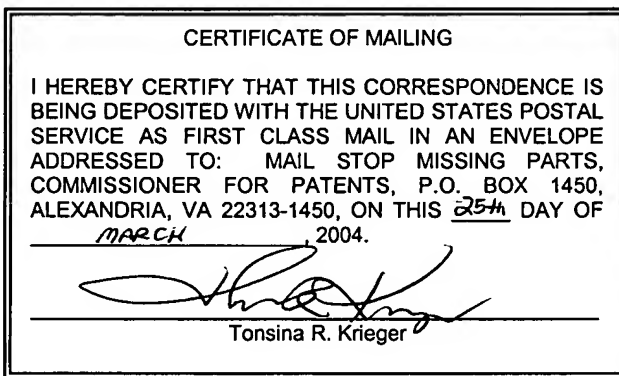 CERTIFICATE OF MAILING
I HEREBY CERTIFY THAT THIS CORRESPONDENCE IS
BEING DEPOSITED WITH THE UNITED STATES POSTAL
SERVICE AS FIRST CLASS MAIL IN AN ENVELOPE
ADDRESSED TO: MAIL STOP MISSING PARTS,
COMMISSIONER FOR PATENTS, P.O. BOX 1450,
ALEXANDRIA, VA 22313-1450, ON THIS 25th DAY OF
MARCH, 2004.
Tonsina R. Krieger